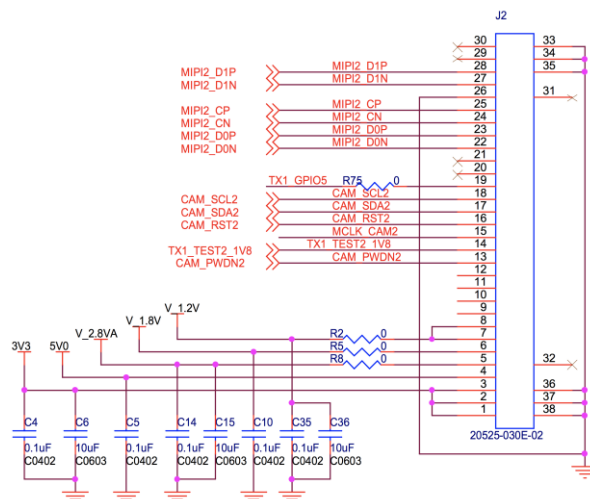 J2
30 33
29 34
MIPI2_D1P MIPI2_D1P 28 35
MIPI2_D1N MIPI2_D1N 27
26 31
MIPI2_CP MIPI2_CP 25
MIPI2_CN MIPI2_CN 24
MIPI2_D0P MIPI2_D0P 23
MIPI2_D0N MIPI2_D0N 22
21
20
TX1_GPIO5 R75 0 19
CAM_SCL2 CAM_SCL2 18
CAM_SDA2 CAM_SDA2 17
CAM_RST2 CAM_RST2 16
MCLK_CAM2 15
TX1_TEST2_1V8 TX1_TEST2_1V8 14
CAM_PWDN2 CAM_PWDN2 13
12
11
10
9
V_1.2V 8
V_1.8V R2 0 7
V_2.8VA R5 0 6
3V3 5V0 R8 0 5 32
4
3 36
2 37
1 38
C4 C6 C5 C14 C15 C10 C35 C36
20525-030E-02
0.1uF 10uF 0.1uF 0.1uF 10uF 0.1uF 0.1uF 10uF
C0402 C0603 C0402 C0402 C0603 C0402 C0402 C0603